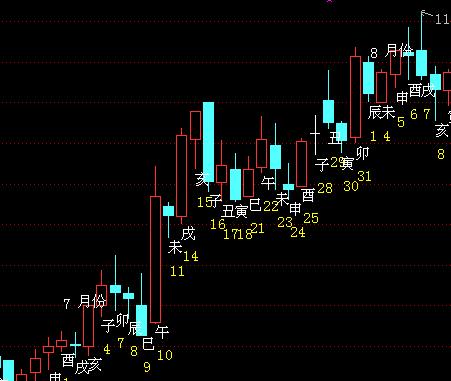 11
8 月份
辰 未 申 酉 戌
1 4 5 6 7
亥
8
丑
29
子
28
寅 卯
30 31
亥
15
子 丑 寅 巳 午 未 申 酉
16 17 18 21 22 23 24 25
戌
14
未
11
7 月份
子 卯 辰 巳 午
4 7 8 9 10
酉 戌 亥
申